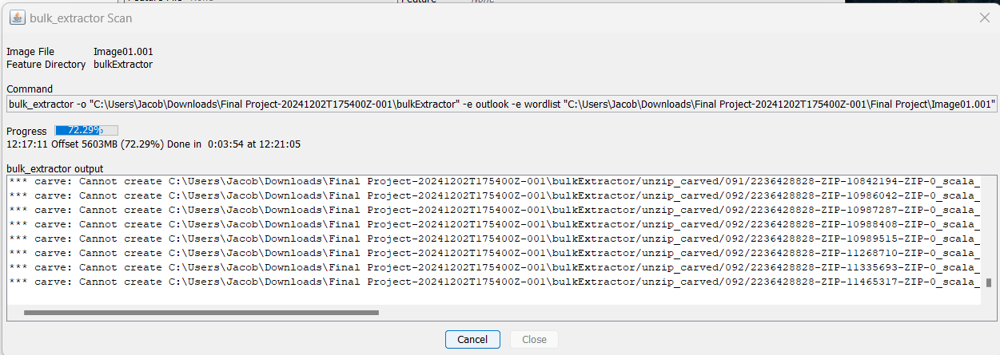 Feature File None
Feature None
bulk_extractor Scan
Image File Image01.001
Feature Directory bulkExtractor
Command
bulk_extractor -o "C:\Users\Jacob\Downloads\Final Project-20241202T175400Z-001\bulkExtractor" -e outlook -e wordlist "C:\Users\Jacob\Downloads\Final Project-20241202T175400Z-001\Final Project\Image01.001"
Progress 72.29%
12:17:11 Offset 5603MB (72.29%) Done in 0:03:54 at 12:21:05
bulk_extractor output
*** carve: Cannot create C:\Users\Jacob\Downloads\Final Project-20241202T175400Z-001\bulkExtractor/unzip_carved/091/2236428828-ZIP-10842194-ZIP-0_scala_
*** carve: Cannot create C:\Users\Jacob\Downloads\Final Project-20241202T175400Z-001\bulkExtractor/unzip_carved/092/2236428828-ZIP-10986042-ZIP-0_scala_
*** carve: Cannot create C:\Users\Jacob\Downloads\Final Project-20241202T175400Z-001\bulkExtractor/unzip_carved/092/2236428828-ZIP-10987287-ZIP-0_scala_
*** carve: Cannot create C:\Users\Jacob\Downloads\Final Project-20241202T175400Z-001\bulkExtractor/unzip_carved/092/2236428828-ZIP-10988408-ZIP-0_scala_
*** carve: Cannot create C:\Users\Jacob\Downloads\Final Project-20241202T175400Z-001\bulkExtractor/unzip_carved/092/2236428828-ZIP-10989515-ZIP-0_scala_
*** carve: Cannot create C:\Users\Jacob\Downloads\Final Project-20241202T175400Z-001\bulkExtractor/unzip_carved/092/2236428828-ZIP-11268710-ZIP-0_scala_
*** carve: Cannot create C:\Users\Jacob\Downloads\Final Project-20241202T175400Z-001\bulkExtractor/unzip_carved/092/2236428828-ZIP-11335693-ZIP-0_scala_
*** carve: Cannot create C:\Users\Jacob\Downloads\Final Project-20241202T175400Z-001\bulkExtractor/unzip_carved/092/2236428828-ZIP-11465317-ZIP-0_scala_
Cancel Close